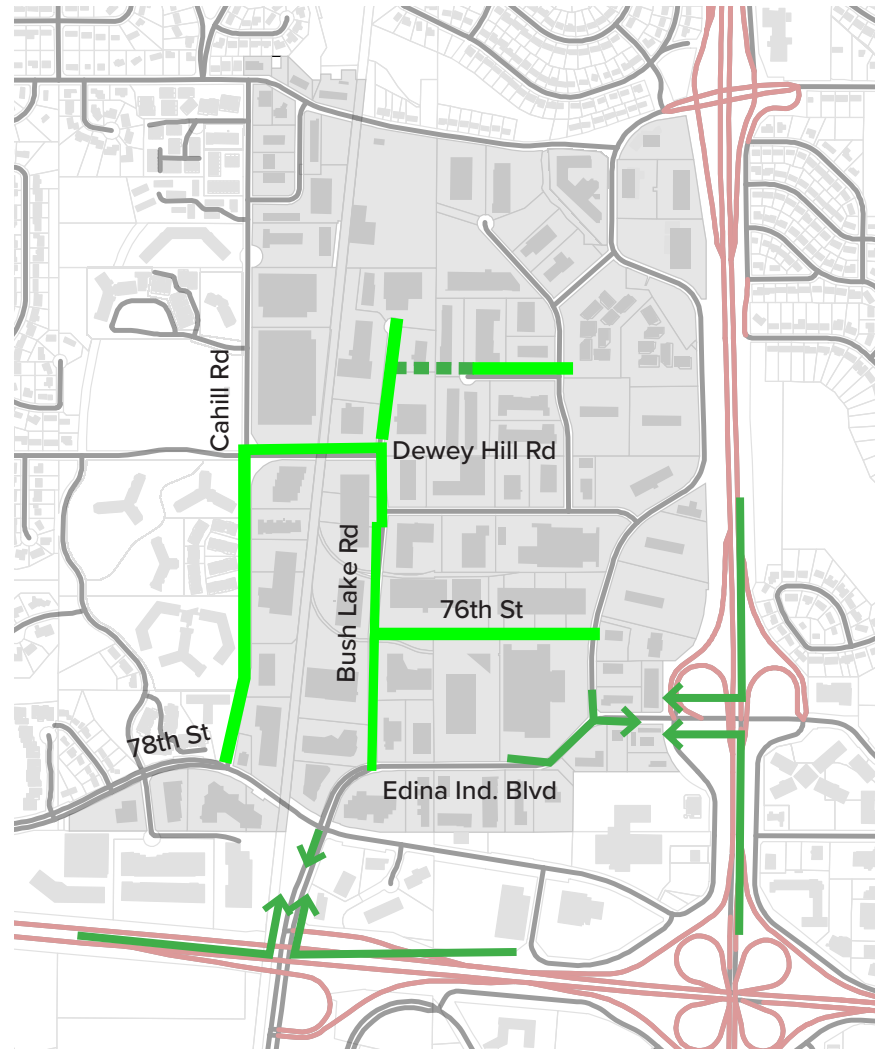 Cahill Rd
Dewey Hill Rd
Bush Lake Rd
76th St
78th St
Edina Ind. Blvd